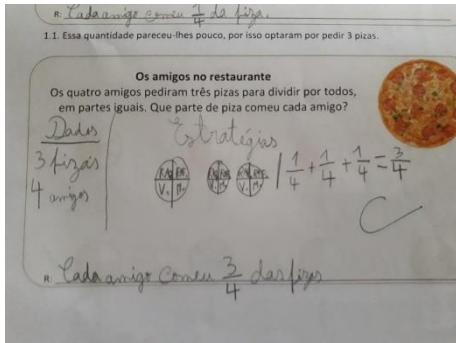 R: Cada amigo comeu 1/4 da piza.
1.1. Essa quantidade pareceu-lhes pouco, por isso optaram por pedir 3 pizas.
Os amigos no restaurante
Os quatro amigos pediram três pizas para dividir por todos,
em partes iguais. Que parte de piza comeu cada amigo?
Dados
3 pizas
4 amigos
Estratégias
1/4 + 1/4 + 1/4 = 3/4
C
R: Cada amigo comeu 3/4 das pizas